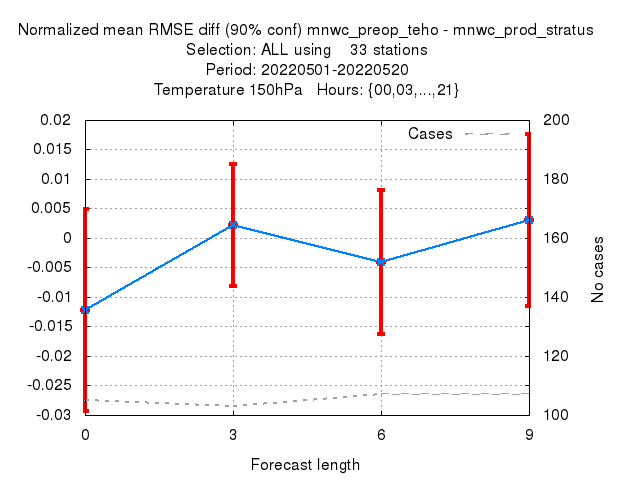 Normalized mean RMSE diff (90% conf) mnwc_preop_teho - mnwc_prod_stratus
Selection: ALL using    33 stations
Period: 20220501-20220520
Temperature 150hPa   Hours: {00,03,...,21}
Cases
0.02
0.015
0.01
0.005
0
-0.005
-0.01
-0.015
-0.02
-0.025
-0.03
200
180
160
140
120
100
No cases
0 3 6 9
Forecast length